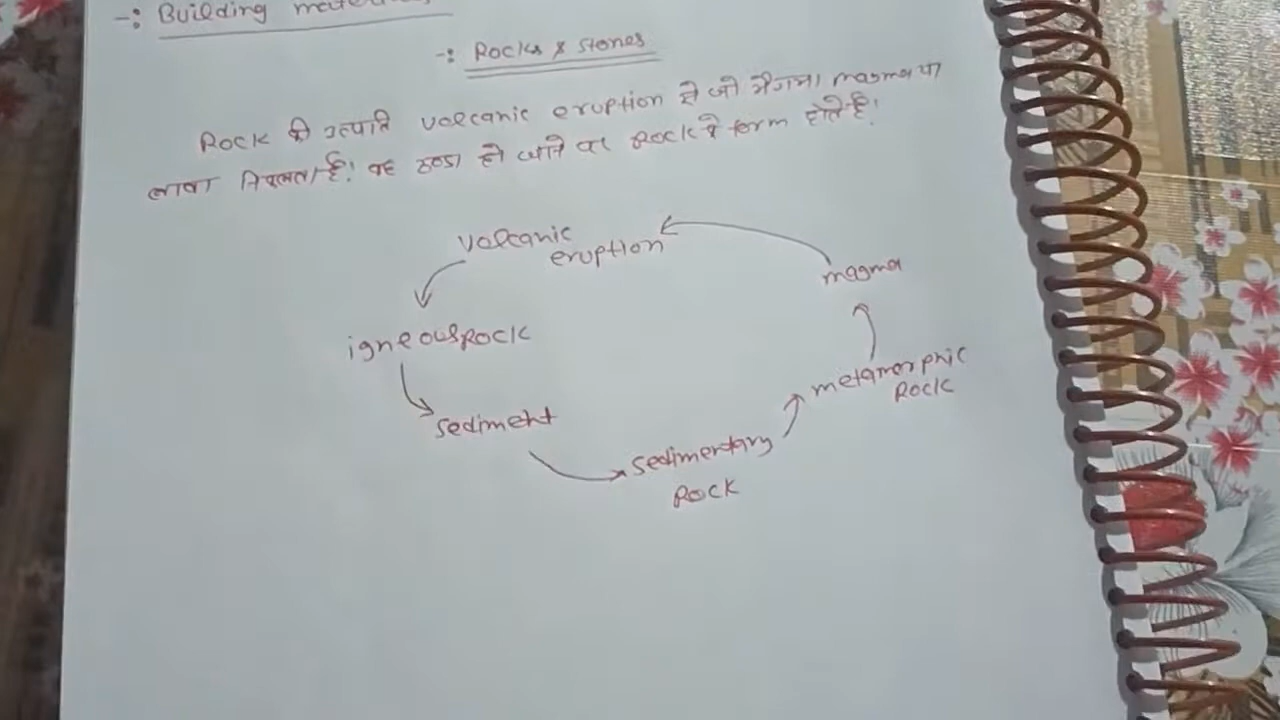 -: Building
-: Rocks & stones
Rock की उत्पति volcanic eruption से जो मैगमा magma या
लावा निकलता है। वह ठण्डा हो जाने पर Rock में form होते है।
volcanic
eruption
magma
igneous Rock
metamorphic
Rock
sediment
sedimentary
Rock